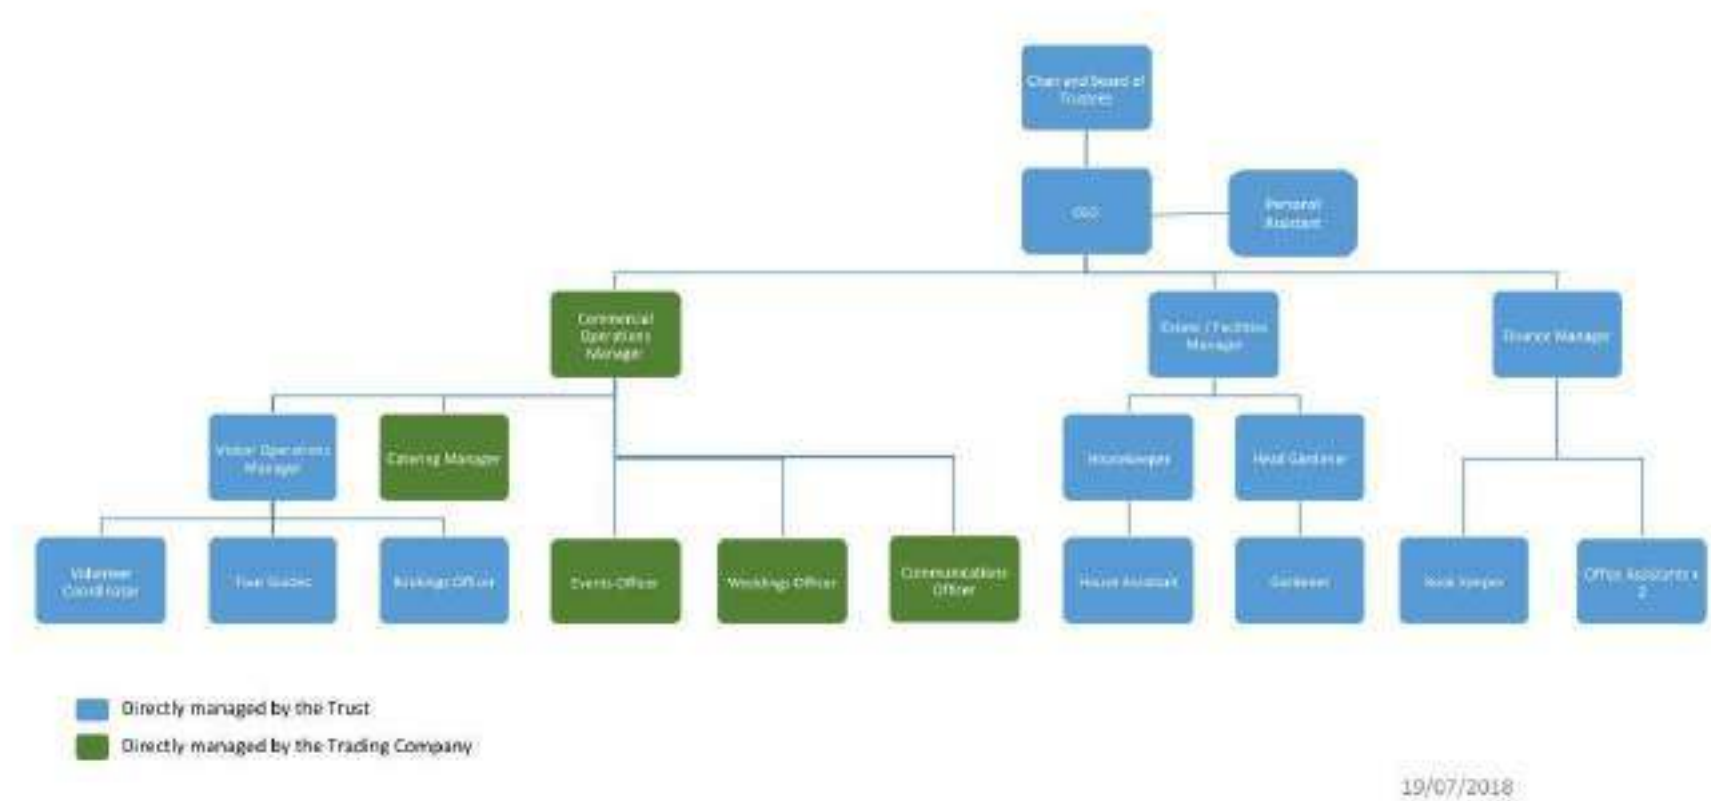 Chair and Board of
Trustees
CEO
Personal
Assistant
Commercial
Operations
Manager
Estate / Facilities
Manager
Finance Manager
Visitor Operations
Manager
Catering Manager
Housekeeper
Head Gardener
Volunteer
Coordinator
Tour Guides
Bookings Officer
Events Officer
Weddings Officer
Communications
Officer
House Assistant
Gardener
Book Keeper
Office Assistants x
2
Directly managed by the Trust
Directly managed by the Trading Company
19/07/2018